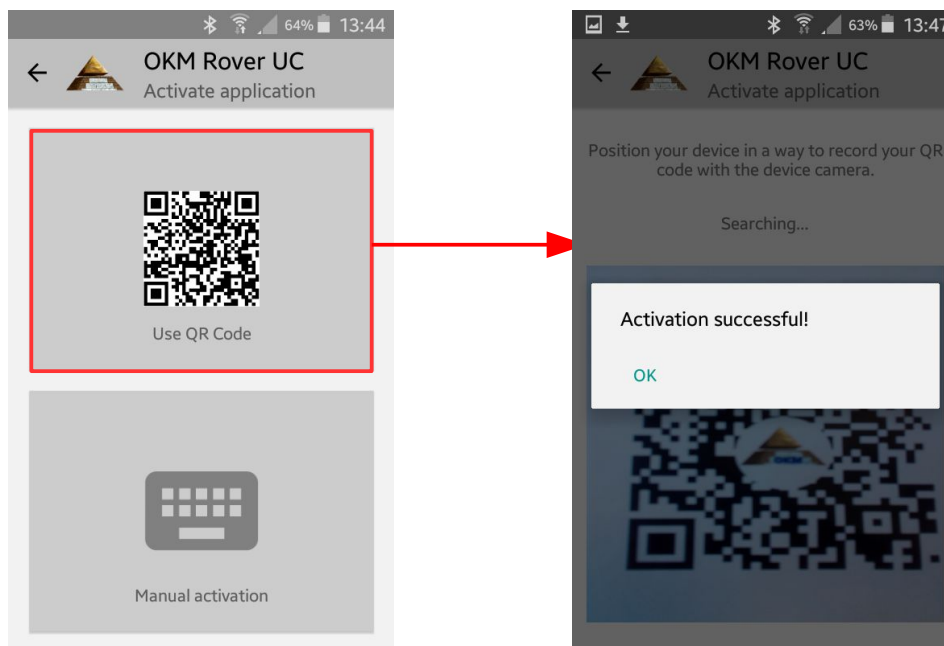 64% 13:44
OKM Rover UC
Activate application
Use QR Code
Manual activation
63% 13:47
OKM Rover UC
Activate application
Position your device in a way to record your QR
code with the device camera.
Searching...
Activation successful!
OK